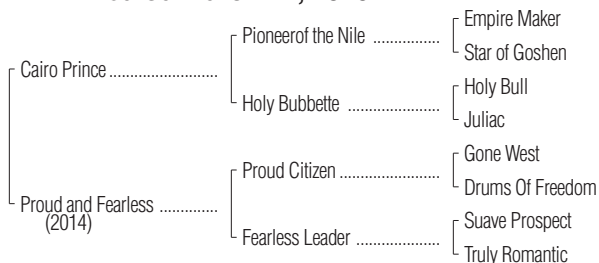 Empire Maker
Pioneerof the Nile ................
Star of Goshen
Cairo Prince ..........................
Holy Bull
Holy Bubbette ......................
Juliac
Gone West
Proud Citizen ........................
Drums Of Freedom
Proud and Fearless ..............
(2014)
Suave Prospect
Fearless Leader ....................
Truly Romantic